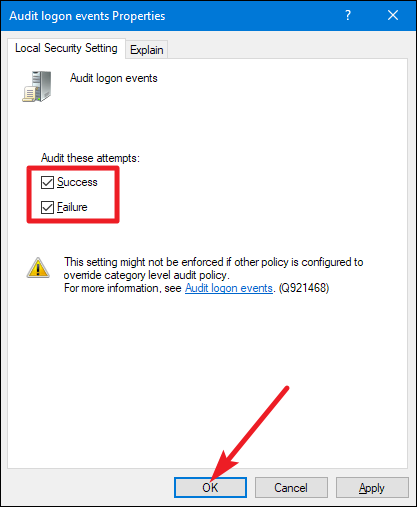 Audit logon events Properties
?
Local Security Setting
Explain
Audit logon events
Audit these attempts:
Success
Failure
This setting might not be enforced if other policy is configured to
override category level audit policy.
For more information, see Audit logon events. (Q921468)
OK
Cancel
Apply